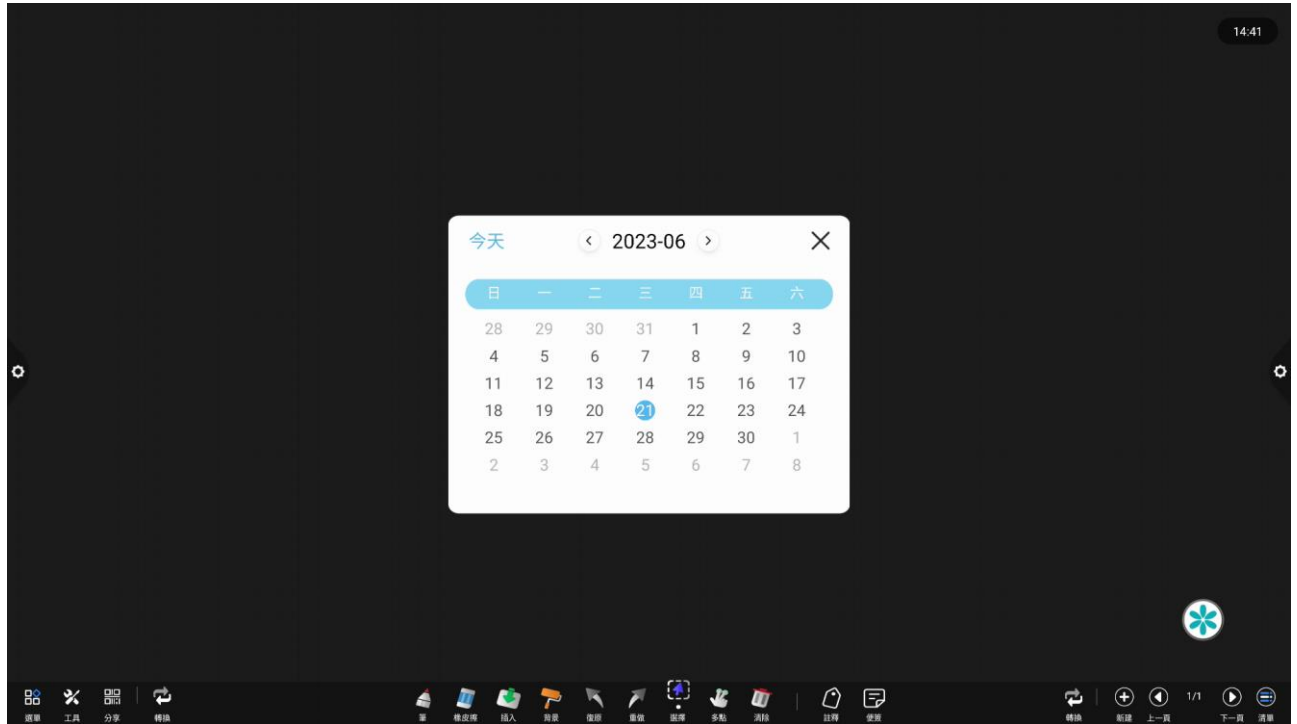 14:41
今天 2023-06
日 一 二 三 四 五 六
28 29 30 31 1 2 3
4 5 6 7 8 9 10
11 12 13 14 15 16 17
18 19 20 21 22 23 24
25 26 27 28 29 30 1
2 3 4 5 6 7 8
1/1
選單 工具 分享 轉換 筆 橡皮擦 插入 背景 復原 重做 選擇 多點 清除 註釋 便簽 轉換 新建 上一頁 下一頁 清單